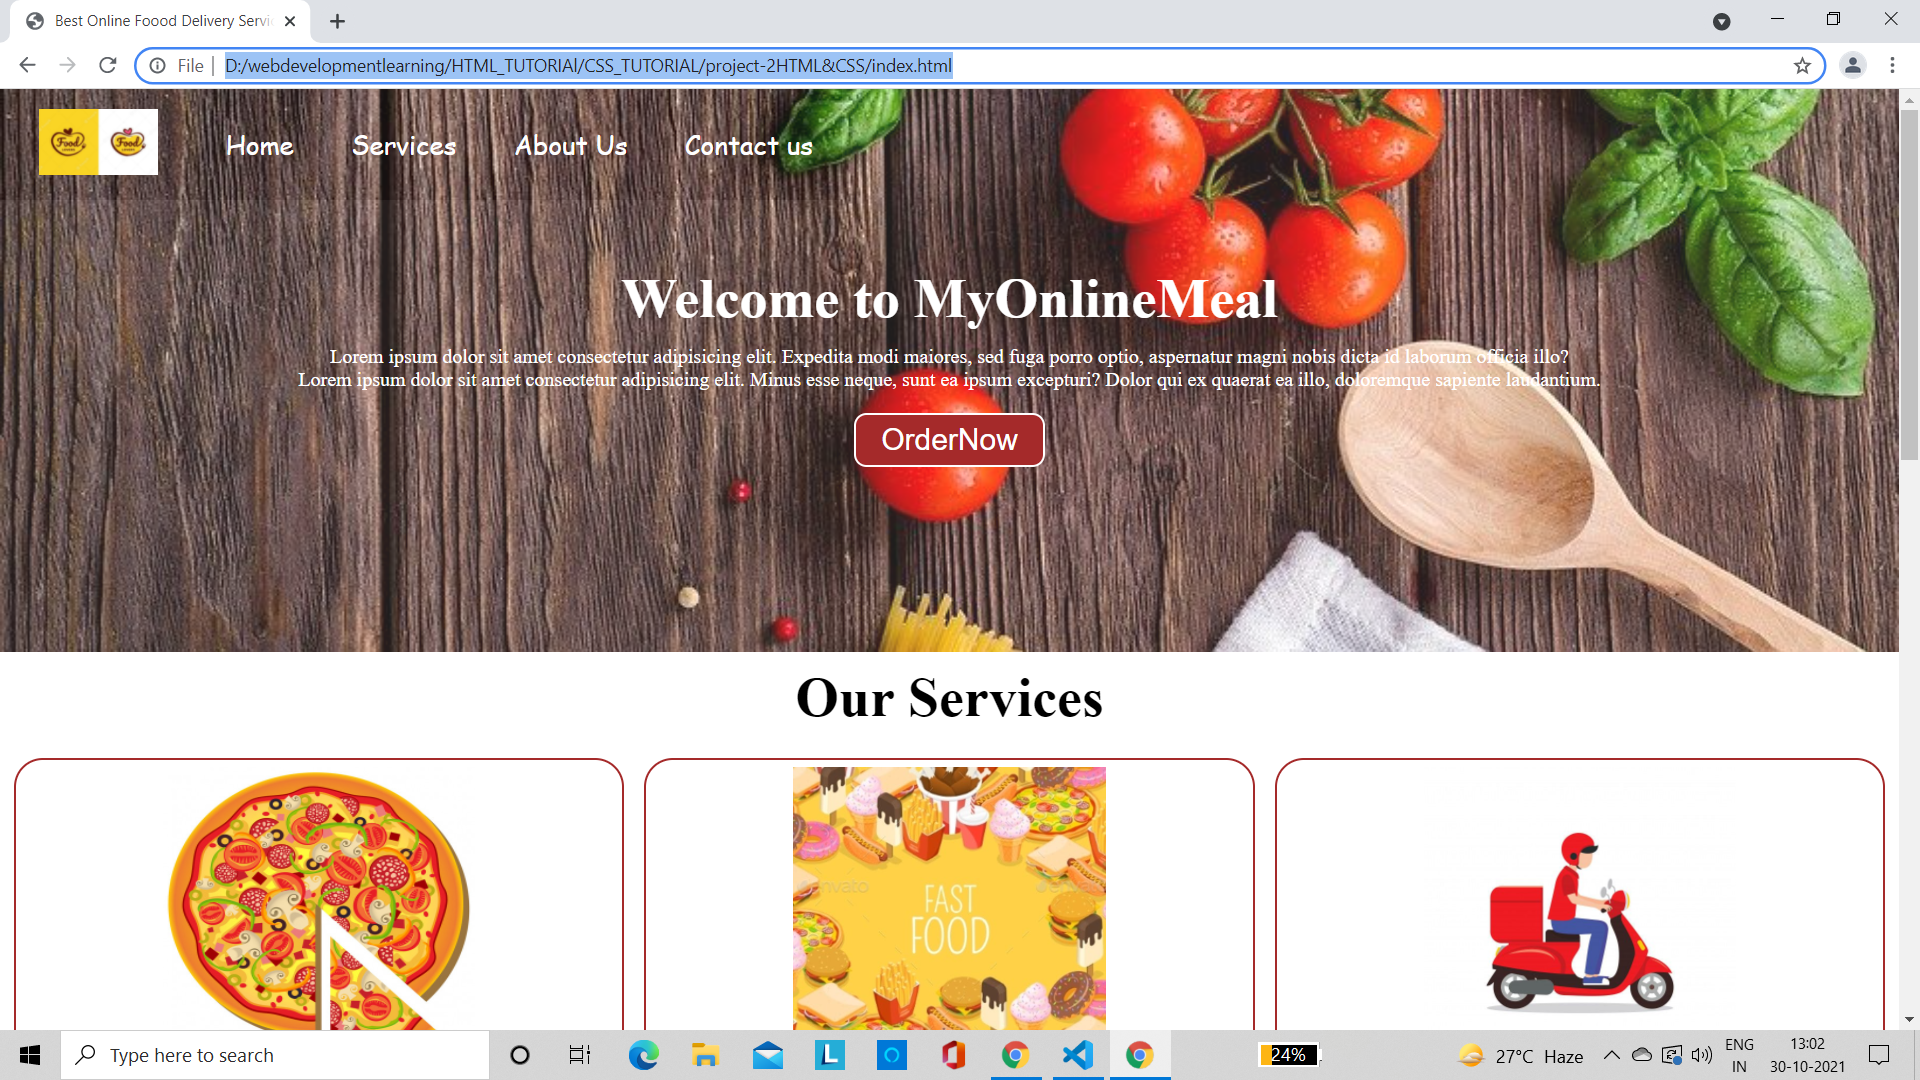 Best Online Foood Delivery Servi
File
D:/webdevelopmentlearning/HTML_TUTORIAl/CSS_TUTORIAL/project-2HTML&CSS/index.html
Food
Food
Home
Services
About Us
Contact us
Welcome to MyOnlineMeal
Lorem ipsum dolor sit amet consectetur adipisicing elit. Expedita modi maiores, sed fuga porro optio, aspernatur magni nobis dicta id laborum officia illo?
Lorem ipsum dolor sit amet consectetur adipisicing elit. Minus esse neque, sunt ea ipsum excepturi? Dolor qui ex quaerat ea illo, doloremque sapiente laudantium.
OrderNow
Our Services
envato
FAST
FOOD
Type here to search
24%
27°C Haze
ENG
IN
13:02
30-10-2021